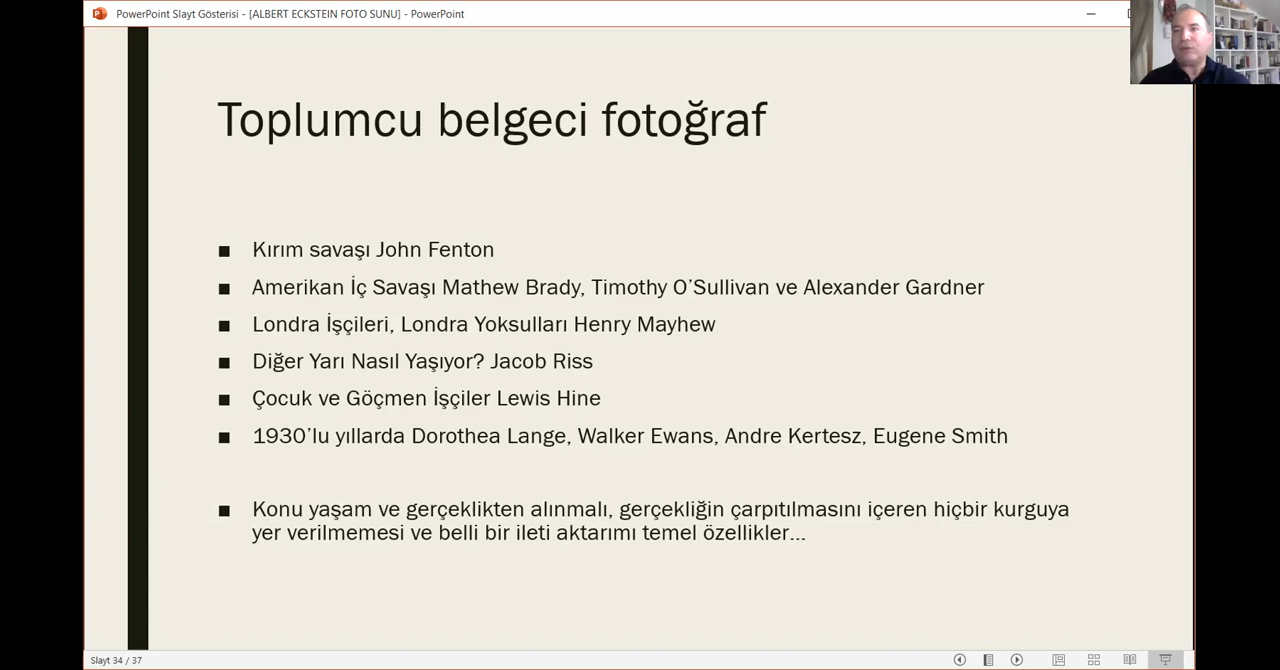 PowerPoint Slayt Gösterisi - [ALBERT ECKSTEIN FOTO SUNU] - PowerPoint
Toplumcu belgeci fotoğraf
■ Kırım savaşı John Fenton
■ Amerikan İç Savaşı Mathew Brady, Timothy O’Sullivan ve Alexander Gardner
■ Londra İşçileri, Londra Yoksulları Henry Mayhew
■ Diğer Yarı Nasıl Yaşıyor? Jacob Riss
■ Çocuk ve Göçmen İşçiler Lewis Hine
■ 1930’lu yıllarda Dorothea Lange, Walker Ewans, Andre Kertesz, Eugene Smith
■ Konu yaşam ve gerçeklikten alınmalı, gerçekliğin çarpıtılmasını içeren hiçbir kurguya
yer verilmemesi ve belli bir ileti aktarımı temel özellikler...
Slayt 34 / 37